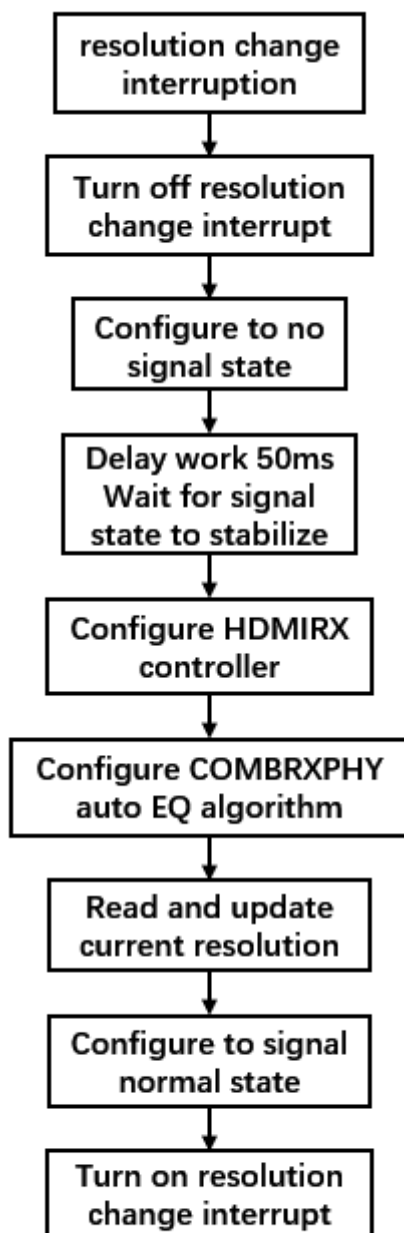 resolution change
interruption
Turn off resolution
change interrupt
Configure to no
signal state
Delay work 50ms
Wait for signal
state to stabilize
Configure HDMIRX
controller
Configure COMBRXPHY
auto EQ algorithm
Read and update
current resolution
Configure to signal
normal state
Turn on resolution
change interrupt